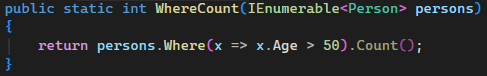 public static int WhereCount(IEnumerable<Person> persons)
{
    return persons.Where(x => x.Age > 50).Count();
}